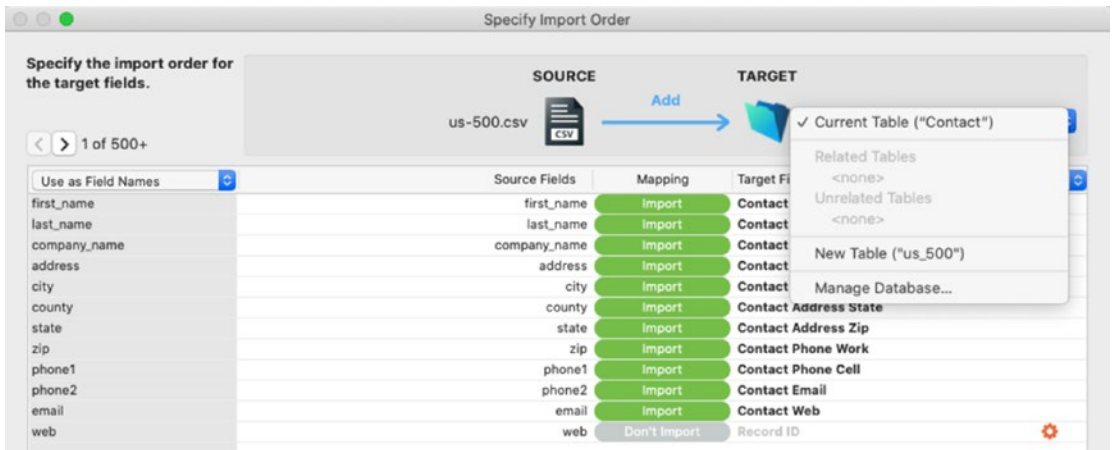 Specify Import Order
Specify the import order for
the target fields.
SOURCE
TARGET
us-500.csv
CSV
Add
✓ Current Table ("Contact")
Related Tables
<none>
Unrelated Tables
<none>
New Table ("us_500")
Manage Database...
< > 1 of 500+
Use as Field Names Source Fields Mapping Target Fi
first_name first_name Import Contact
last_name last_name Import Contact
company_name company_name Import Contact
address address Import Contact
city city Import Contact
county county Import Contact Address State
state state Import Contact Address Zip
zip zip Import Contact Phone Work
phone1 phone1 Import Contact Phone Cell
phone2 phone2 Import Contact Email
email email Import Contact Web
web web Don't Import Record ID